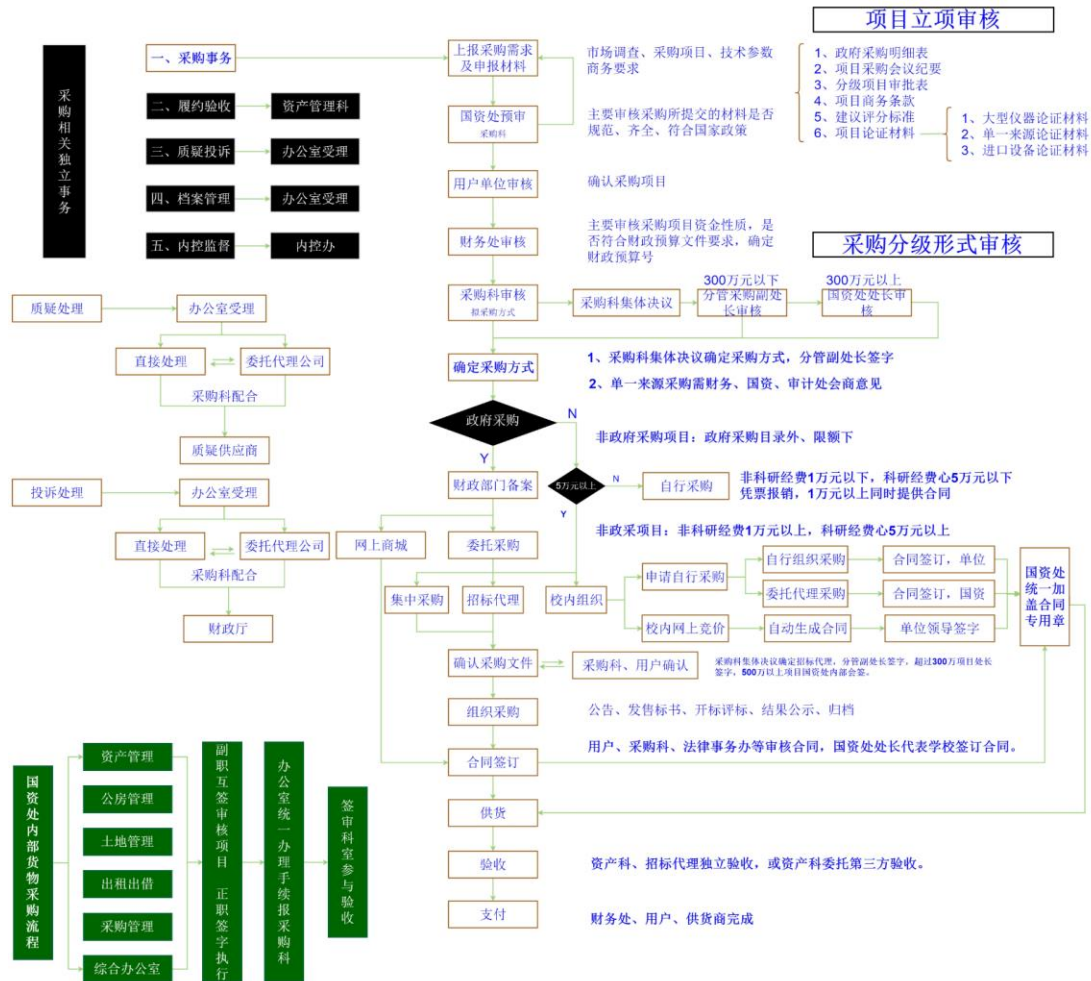 项目立项审核
采购相关独立事务
一、采购事务
二、履约验收
资产管理科
三、质疑投诉
办公室受理
四、档案管理
办公室受理
五、内控监督
内控办
上报采购需求
及申报材料
市场调查、采购项目、技术参数
商务要求
1、政府采购明细表
2、项目采购会议纪要
3、分级项目审批表
4、项目商务条款
5、建议评分标准
6、项目论证材料
1、大型仪器论证材料
2、单一来源论证材料
3、进口设备论证材料
国资处预审
采购科
主要审核采购所提交的材料是否
规范、齐全、符合国家政策
用户单位审核
确认采购项目
财务处审核
主要审核采购项目资金性质，是
否符合财政预算文件要求，确定
财政预算号
采购分级形式审核
采购科审核
拟采购方式
采购科集体决议
300万元以下
分管采购副处
长审核
300万元以上
国资处处长审
核
确定采购方式
1、采购科集体决议确定采购方式，分管副处长签字
2、单一来源采购需财务、国资、审计处会商意见
政府采购
N
Y
非政府采购项目：政府采购目录外、限额下
5万元以上
N
Y
自行采购
非科研经费1万元以下，科研经费心5万元以下
凭票报销，1万元以上同时提供合同
财政部门备案
非政采项目：非科研经费1万元以上，科研经费心5万元以上
网上商城
委托采购
集中采购
招标代理
校内组织
申请自行采购
自行组织采购
合同签订，单位
委托代理采购
合同签订，国资
校内网上竞价
自动生成合同
单位领导签字
国资处
统一加
盖合同
专用章
确认采购文件
采购科、用户确认
采购科集体决议确定招标代理，分管副处长签字，超过300万项目处长
签字，500万以上项目国资处内部会签。
组织采购
公告、发售标书、开标评标、结果公示、归档
合同签订
用户、采购科、法律事务办等审核合同，国资处处长代表学校签订合同。
供货
验收
资产科、招标代理独立验收，或资产科委托第三方验收。
支付
财务处、用户、供货商完成
质疑处理
办公室受理
直接处理
委托代理公司
采购科配合
质疑供应商
投诉处理
办公室受理
直接处理
委托代理公司
采购科配合
财政厅
国资处内部货物采购流程
资产管理
公房管理
土地管理
出租出借
采购管理
综合办公室
副职互签审核项目 正职签字执行
办公室统一办理手续报采购科
签审科室参与验收